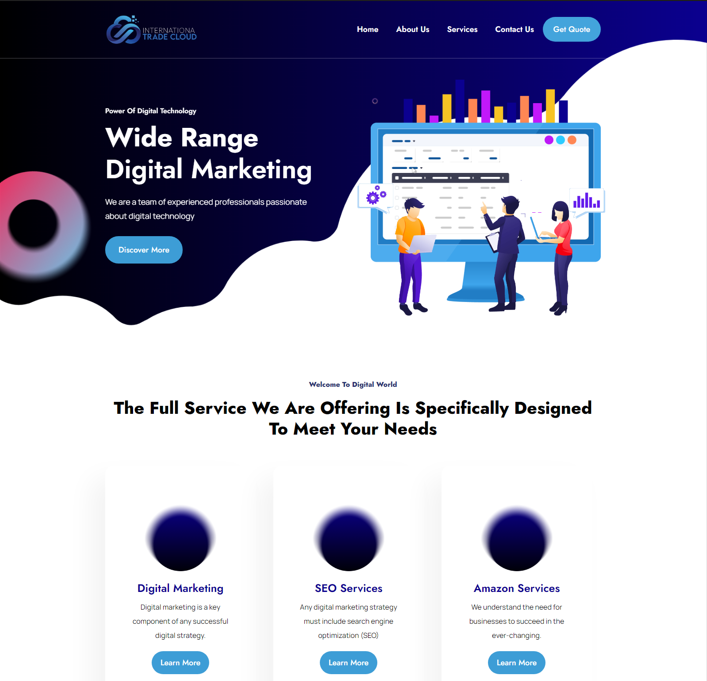 INTERNATIONA
TRADE CLOUD
Home About Us Services Contact Us Get Quote
Power Of Digital Technology
Wide Range
Digital Marketing
We are a team of experienced professionals passionate
about digital technology
Discover More
Welcome To Digital World
The Full Service We Are Offering Is Specifically Designed
To Meet Your Needs
Digital Marketing
Digital marketing is a key
component of any successful
digital strategy.
Learn More
SEO Services
Any digital marketing strategy
must include search engine
optimization (SEO)
Learn More
Amazon Services
We understand the need for
businesses to succeed in the
ever-changing.
Learn More